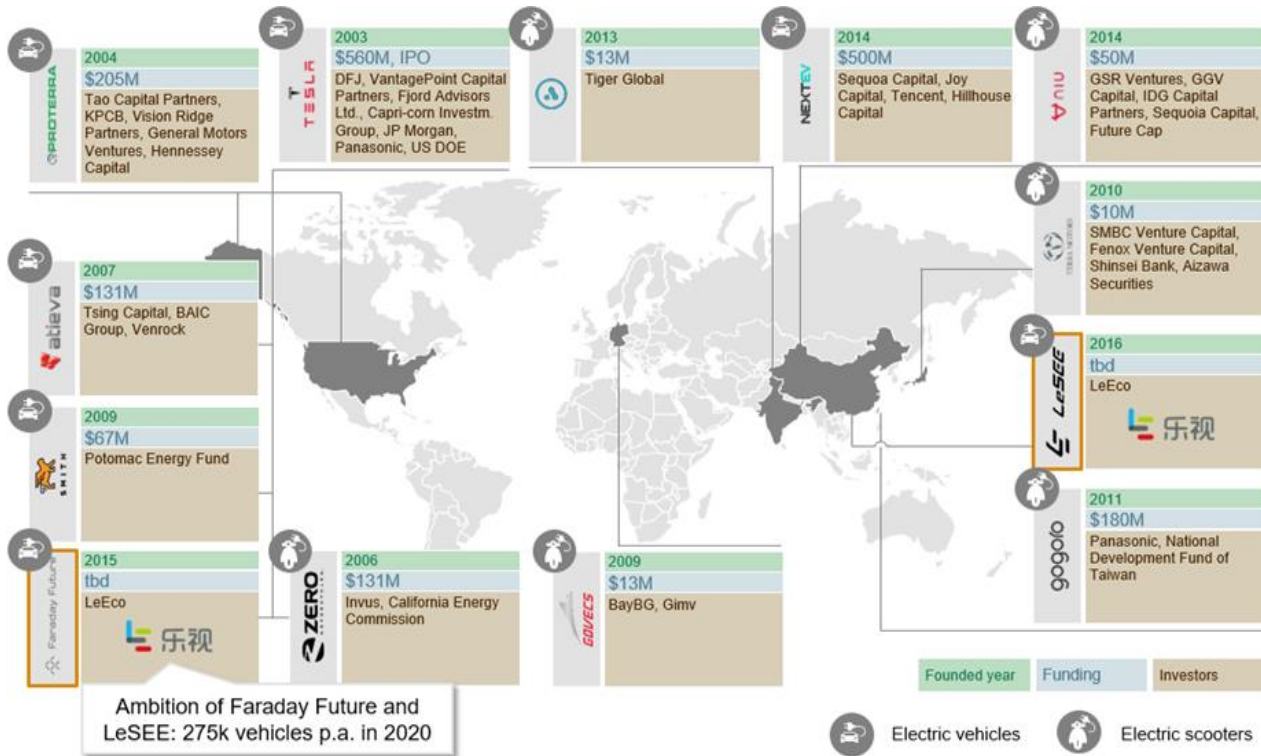 PROTERRA
2004
$205M
Tao Capital Partners,
KPCB, Vision Ridge
Partners, General Motors
Ventures, Hennessey
Capital
TESLA
2003
$560M, IPO
DFJ, VantagePoint Capital
Partners, Fjord Advisors
Ltd., Capri-corn Investm.
Group, JP Morgan,
Panasonic, US DOE
2013
$13M
Tiger Global
NEXTEV
2014
$500M
Sequoa Capital, Joy
Capital, Tencent, Hillhouse
Capital
niu
2014
$50M
GSR Ventures, GGV
Capital, IDG Capital
Partners, Sequoia Capital,
Future Cap
TERRA MOTORS
2010
$10M
SMBC Venture Capital,
Fenox Venture Capital,
Shinsei Bank, Aizawa
Securities
atieva
2007
$131M
Tsing Capital, BAIC
Group, Venrock
LeSEE
2016
tbd
LeEco
乐视
SMITH
2009
$67M
Potomac Energy Fund
gogoro
2011
$180M
Panasonic, National
Development Fund of
Taiwan
Faraday Future
2015
tbd
LeEco
乐视
ZERO
MOTORCYCLES
2006
$131M
Invus, California Energy
Commission
GOVECS
2009
$13M
BayBG, Gimv
Ambition of Faraday Future and
LeSEE: 275k vehicles p.a. in 2020
Founded year
Funding
Investors
Electric vehicles
Electric scooters